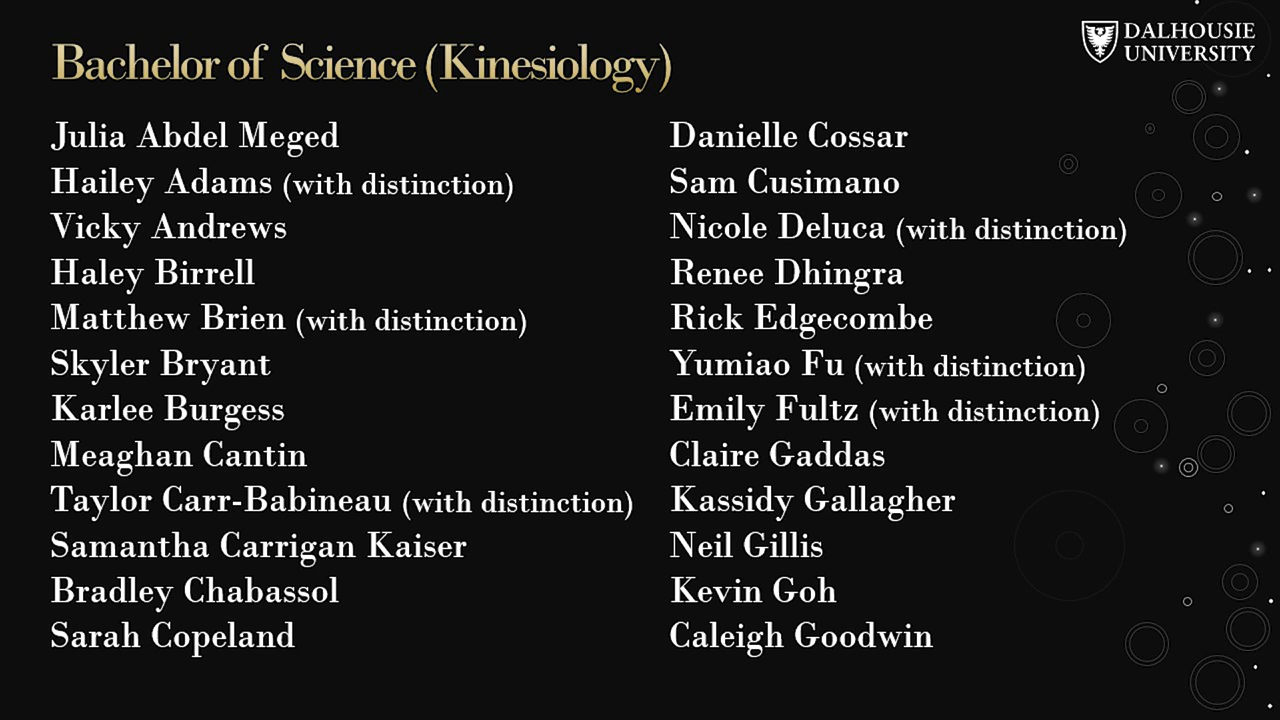 DALHOUSIE
UNIVERSITY
Bachelor of Science (Kinesiology)
Julia Abdel Meged
Hailey Adams (with distinction)
Vicky Andrews
Haley Birrell
Matthew Brien (with distinction)
Skyler Bryant
Karlee Burgess
Meaghan Cantin
Taylor Carr-Babineau (with distinction)
Samantha Carrigan Kaiser
Bradley Chabassol
Sarah Copeland
Danielle Cossar
Sam Cusimano
Nicole Deluca (with distinction)
Renee Dhingra
Rick Edgecombe
Yumiao Fu (with distinction)
Emily Fultz (with distinction)
Claire Gaddas
Kassidy Gallagher
Neil Gillis
Kevin Goh
Caleigh Goodwin